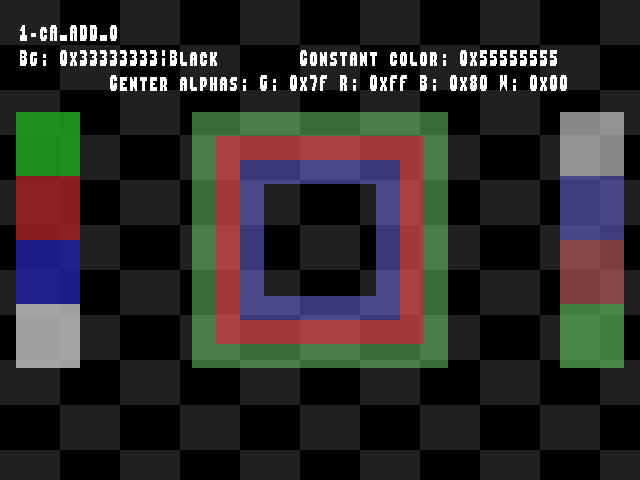 1-cA_ADD_0
Bg: 0x33333333¦Black Constant color: 0x55555555
Center alphas: G: 0x7F R: 0xFF B: 0x80 W: 0x00